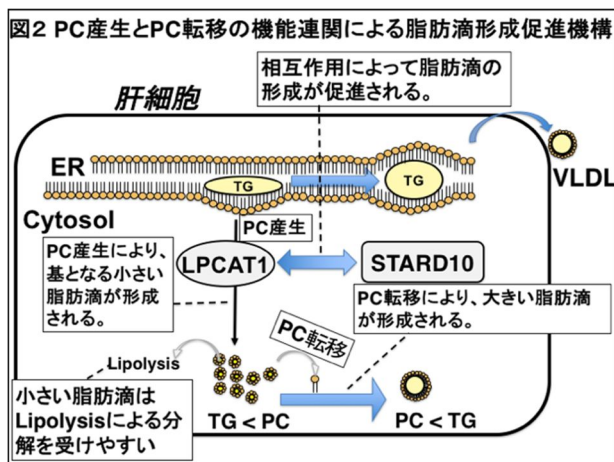 図2 PC産生とPC転移の機能連関による脂肪滴形成促進機構
相互作用によって脂肪滴の
形成が促進される。
肝細胞
ER
TG
TG
VLDL
Cytosol
PC産生
PC産生により、
基となる小さい
脂肪滴が形成
される。
LPCAT1
STARD10
PC転移により、大きい脂肪滴
が形成される。
PC転移
Lipolysis
小さい脂肪滴は
Lipolysisによる分
解を受けやすい
TG < PC
PC < TG